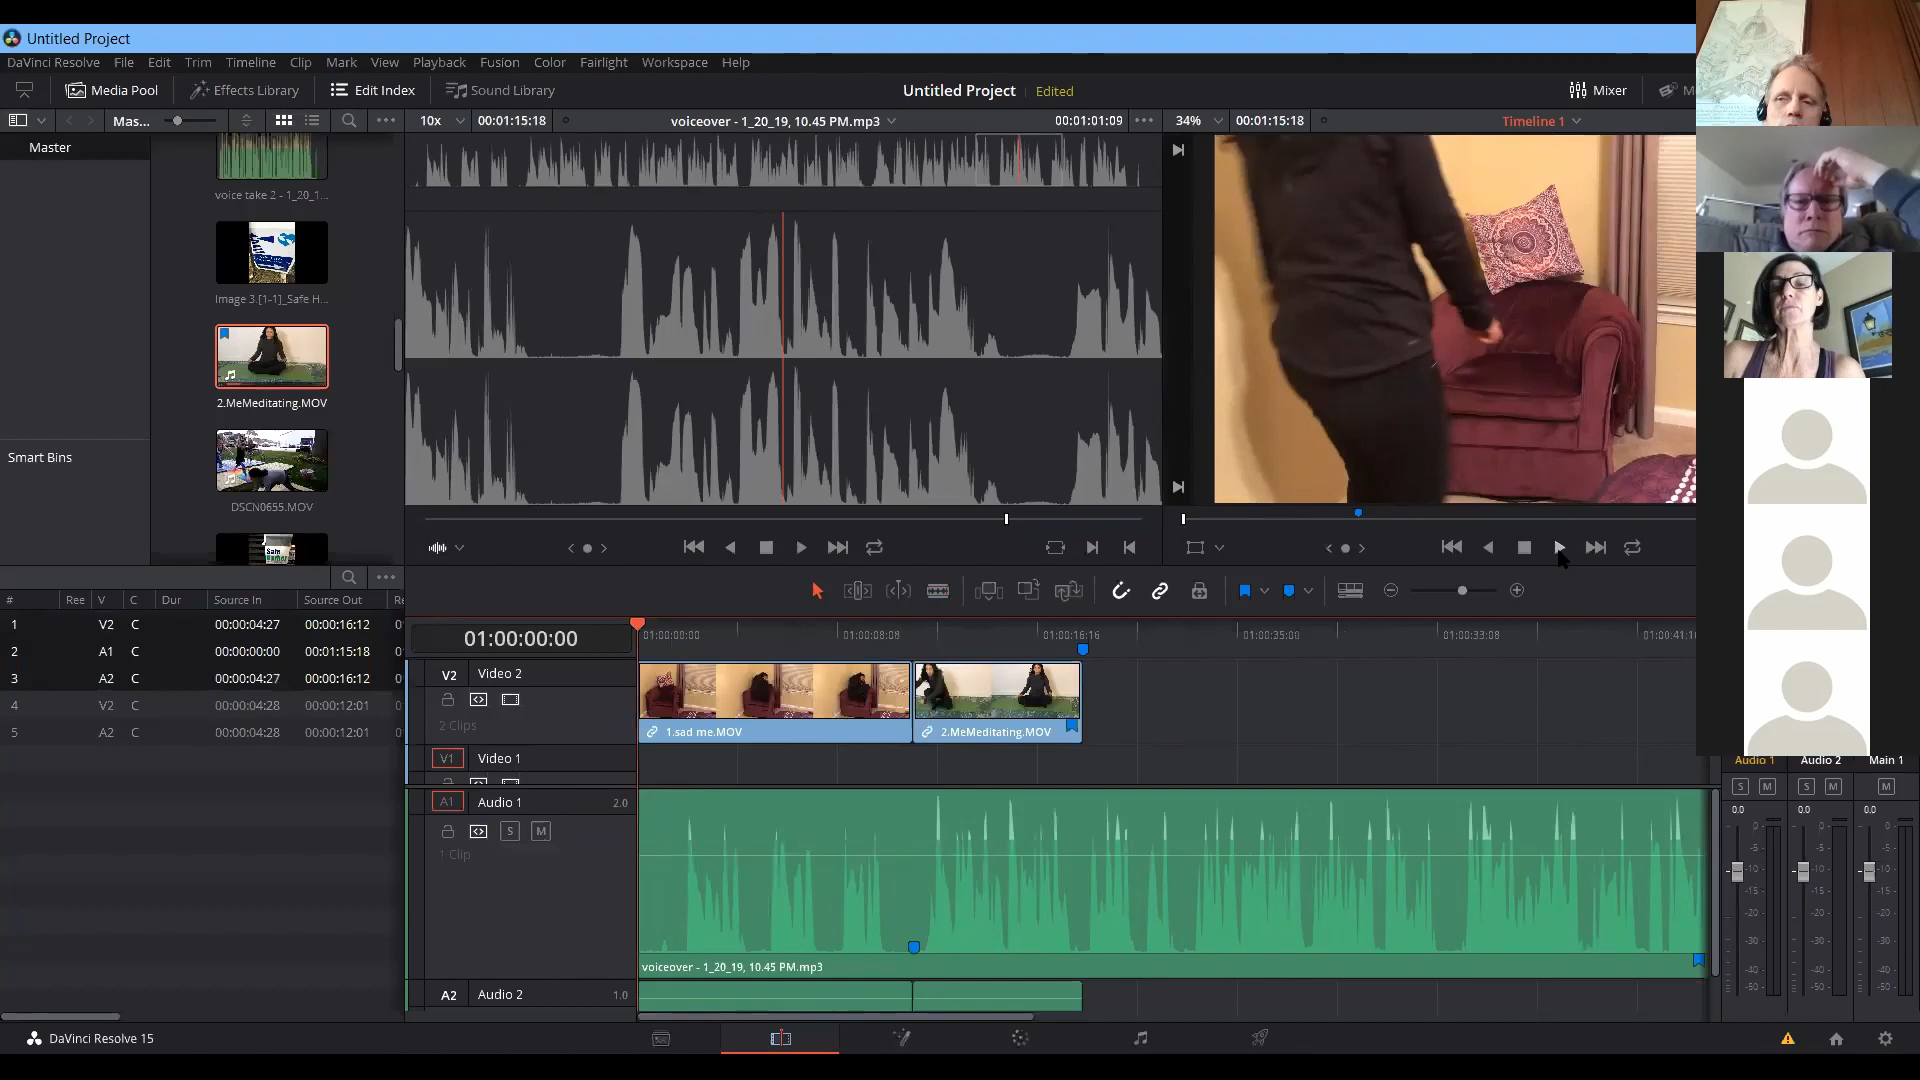 Untitled Project
DaVinci Resolve File Edit Trim Timeline Clip Mark View Playback Fusion Color Fairlight Workspace Help
Media Pool Effects Library Edit Index Sound Library Untitled Project Edited Mixer
Mas... 10x 00:01:15:18 voiceover - 1_20_19, 10.45 PM.mp3 00:01:01:09 34% 00:01:15:18 Timeline 1
Master
voice take 2 - 1_20_1...
Image 3.[1-1]_Safe H...
2.MeMeditating.MOV
Smart Bins
DSCN0655.MOV
# Ree V C Dur Source In Source Out
1 V2 C 00:00:04:27 00:00:16:12
2 A1 C 00:00:00:00 00:01:15:18
3 A2 C 00:00:04:27 00:00:16:12
4 V2 C 00:00:04:28 00:00:12:01
5 A2 C 00:00:04:28 00:00:12:01
01:00:00:00
01:00:00:00 01:00:08:08 01:00:16:16 01:00:35:00 01:00:33:08
V2 Video 2
2 Clips
1.sad me.MOV 2.MeMeditating.MOV
V1 Video 1
A1 Audio 1 2.0
S M
1 Clip
voiceover - 1_20_19, 10.45 PM.mp3
A2 Audio 2 1.0
Audio 1 Audio 2 Main 1
S M S M M
0.0 0.0 0.0
0 0 0
-5 -5 -5
-10 -10 -10
-15 -15 -15
-20 -20 -20
-30 -30 -30
-40 -40 -40
-50 -50 -50
DaVinci Resolve 15